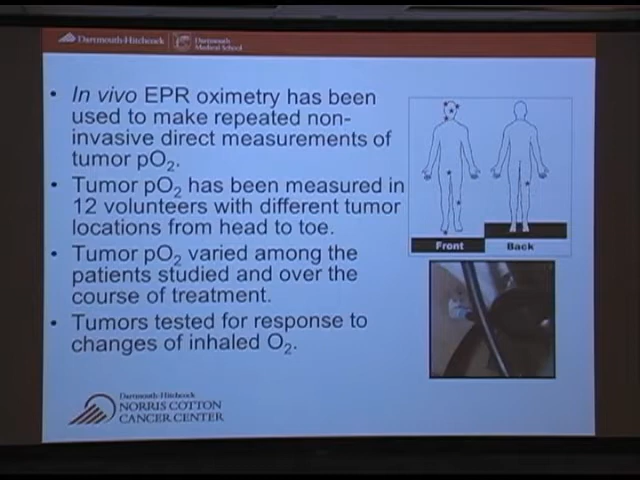 Dartmouth-Hitchcock
Dartmouth
Medical School
• In vivo EPR oximetry has been
used to make repeated non-
invasive direct measurements of
tumor pO2.
• Tumor pO2 has been measured in
12 volunteers with different tumor
locations from head to toe.
• Tumor pO2 varied among the
patients studied and over the
course of treatment.
• Tumors tested for response to
changes of inhaled O2.
Front
Back
Dartmouth-Hitchcock
NORRIS COTTON
CANCER CENTER